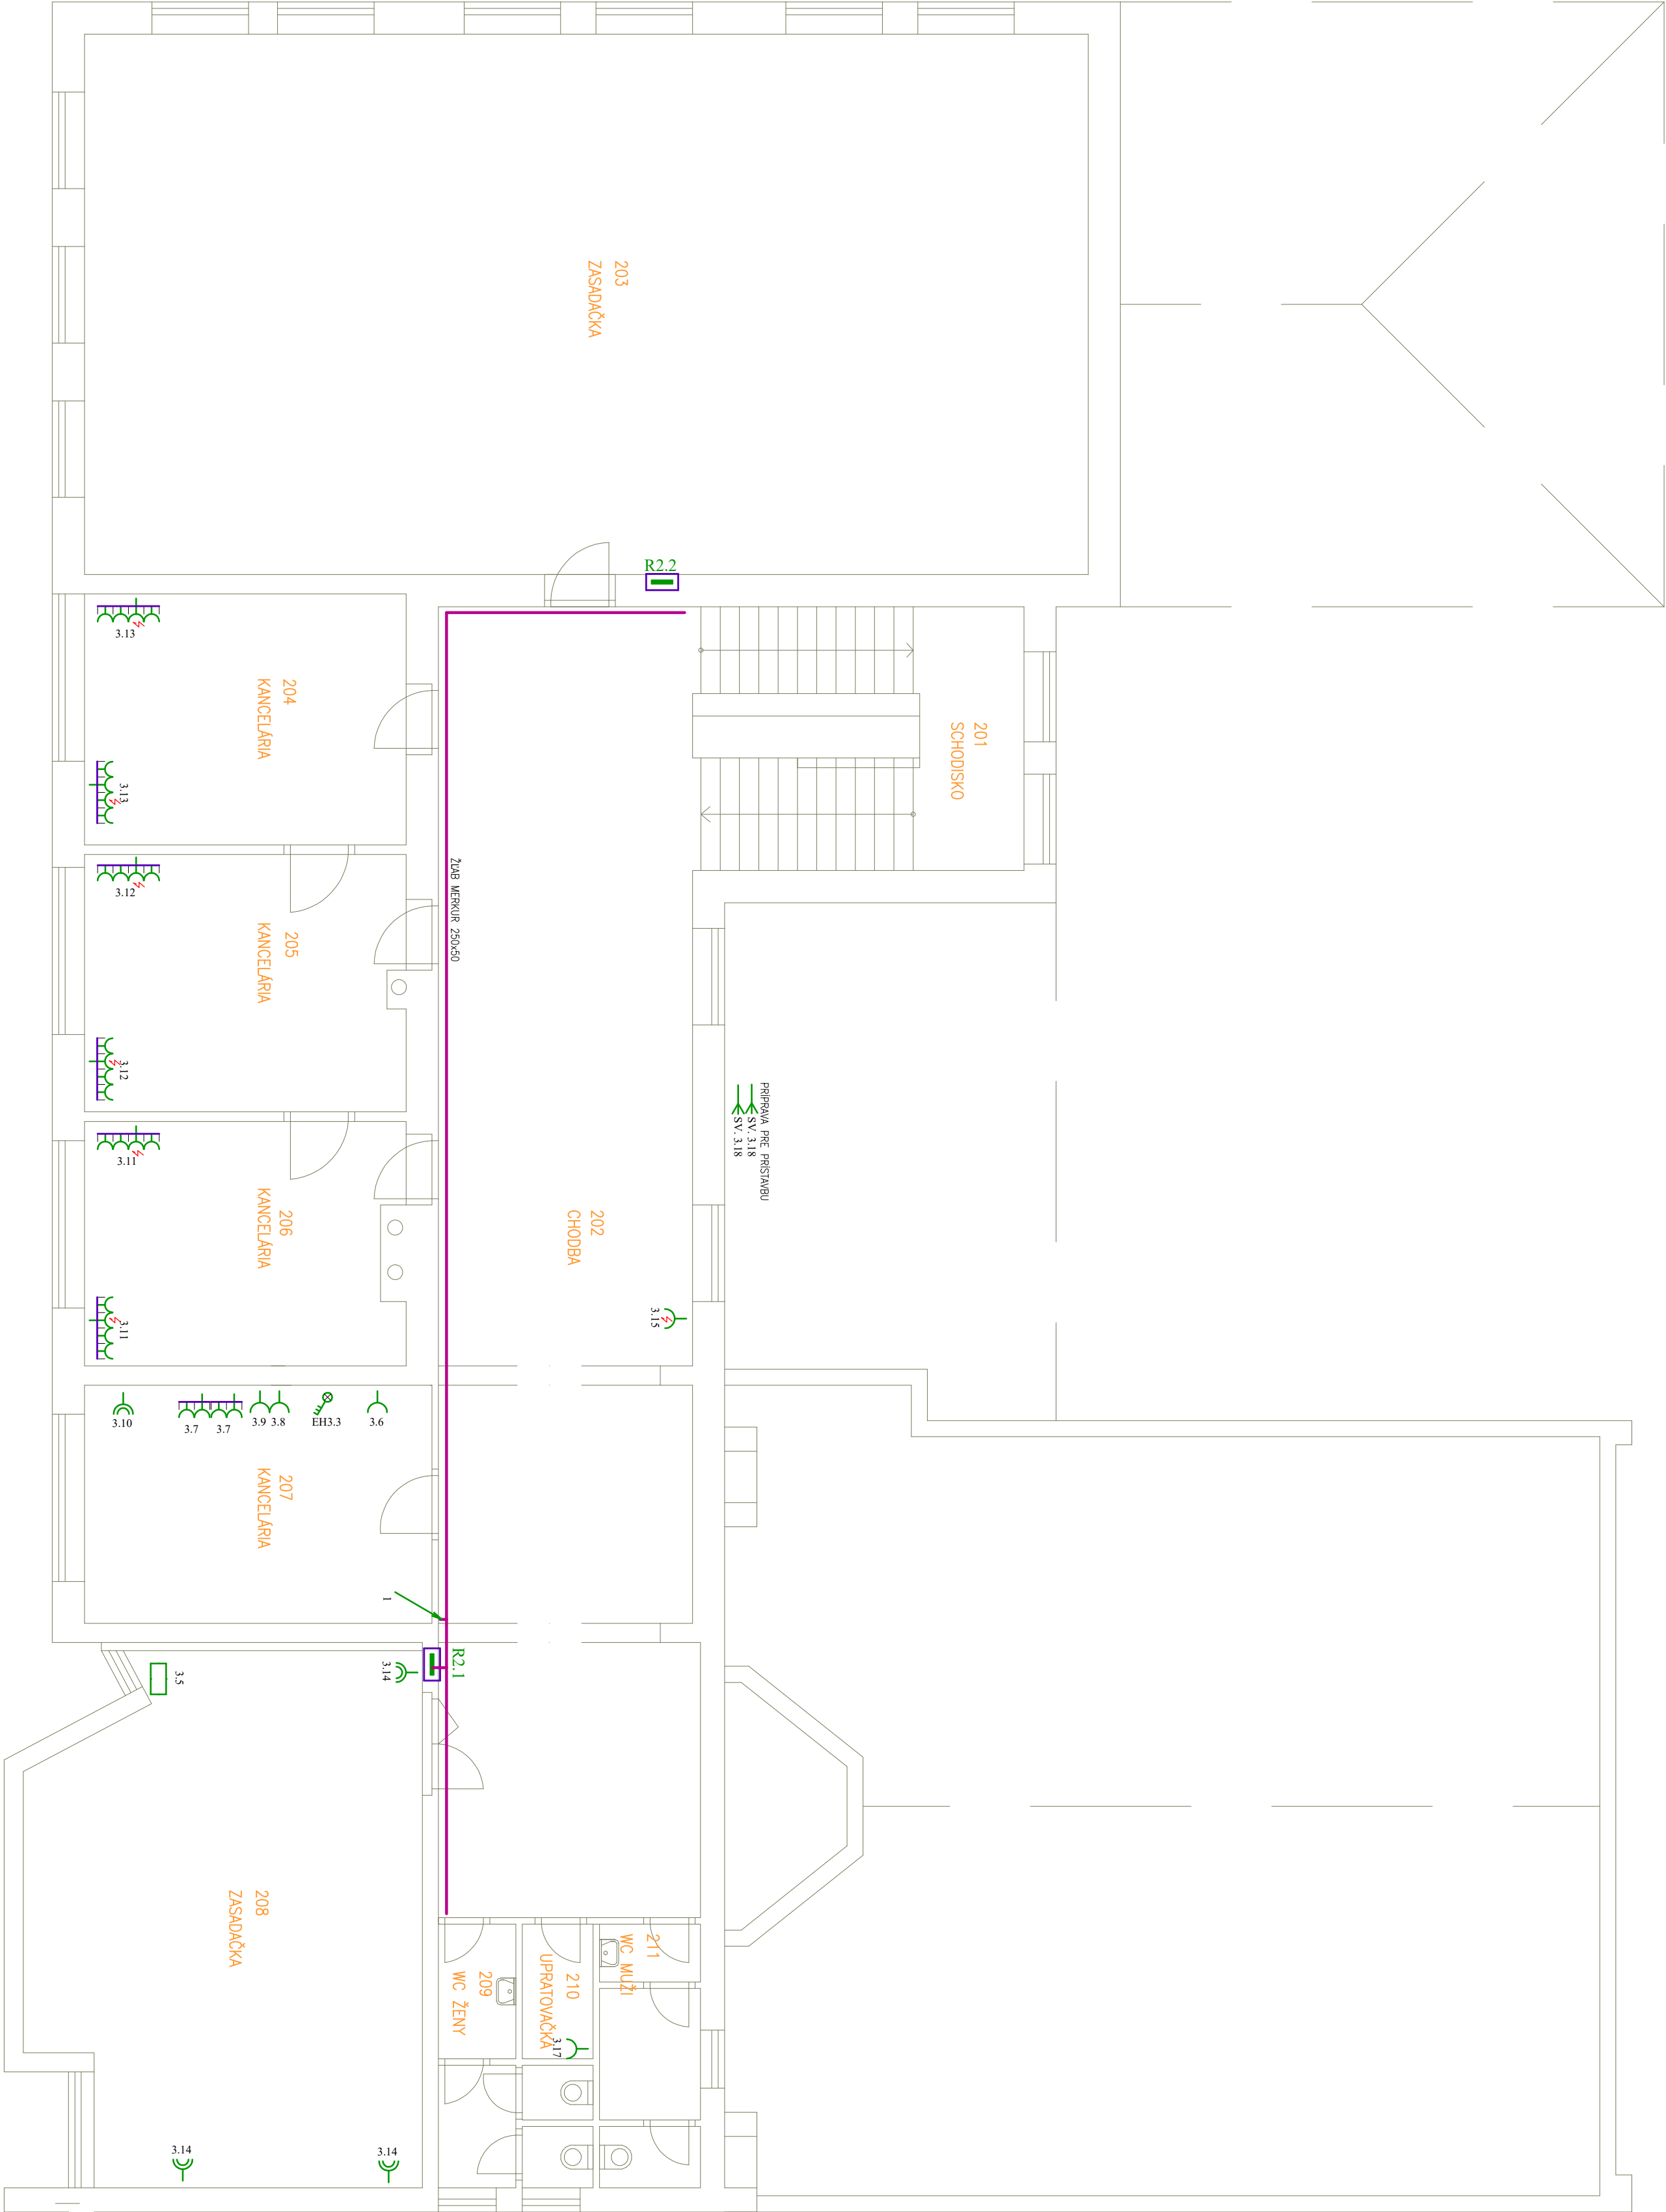 203
ZASADAČKA
R2.2
3.13
204
KANCELÁRIA
3.13
201
SCHODISKO
3.12
205
KANCELÁRIA
3.12
ŽĽAB MERKUR 250x50
PRÍPRAVA PRE PRÍSTAVBU
SV. 3.18
SV. 3.18
3.11
206
KANCELÁRIA
3.11
202
CHODBA
3.15
3.10
3.7
3.7
3.9
3.8
EH3.3
3.6
207
KANCELÁRIA
1
R2.1
3.14
3.5
208
ZASADAČKA
209
WC ŽENY
210
UPRATOVAČKA
3.17
211
WC MUŽI
3.14
3.14